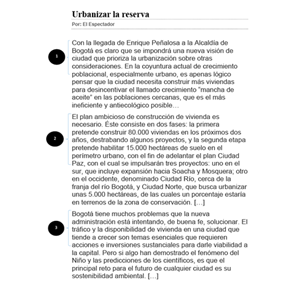 Urbanizar la reserva
Por: El Espectador
Con la llegada de Enrique Peñalosa a la Alcaldía de
Bogotá es claro que se impondrá una nueva visión de
ciudad que prioriza la urbanización sobre otras
consideraciones. En la coyuntura actual de crecimiento
poblacional, especialmente urbano, es apenas lógico
pensar que la ciudad necesita construir más viviendas
para desincentivar el llamado crecimiento "mancha de
aceite" en las poblaciones cercanas, que es el más
ineficiente y antiecológico posible…
1
El plan ambicioso de construcción de vivienda es
necesario. Este consiste en dos fases: la primera
pretende construir 80.000 viviendas en los próximos dos
años, destrabando algunos proyectos, y la segunda etapa
pretende habilitar 15.000 hectáreas de suelo en el
perímetro urbano, con el fin de adelantar el plan Ciudad
Paz, con el cual se impulsarán tres proyectos: uno en el
sur, que incluye expansión hacia Soacha y Mosquera; otro
en el occidente, denominado Ciudad Río, cerca de la
franja del río Bogotá, y Ciudad Norte, que busca urbanizar
unas 5.000 hectáreas, de las cuales un porcentaje estaría
en terrenos de la zona de conservación. […]
2
Bogotá tiene muchos problemas que la nueva
administración está intentando, de buena fe, solucionar. El
tráfico y la disponibilidad de vivienda en una ciudad que
tiende a crecer son temas esenciales que requieren
acciones e inversiones sustanciales para darle viabilidad a
la capital. Pero si algo han demostrado el fenómeno del
Niño y las predicciones de los científicos, es que el
principal reto para el futuro de cualquier ciudad es su
sostenibilidad ambiental. […]
3